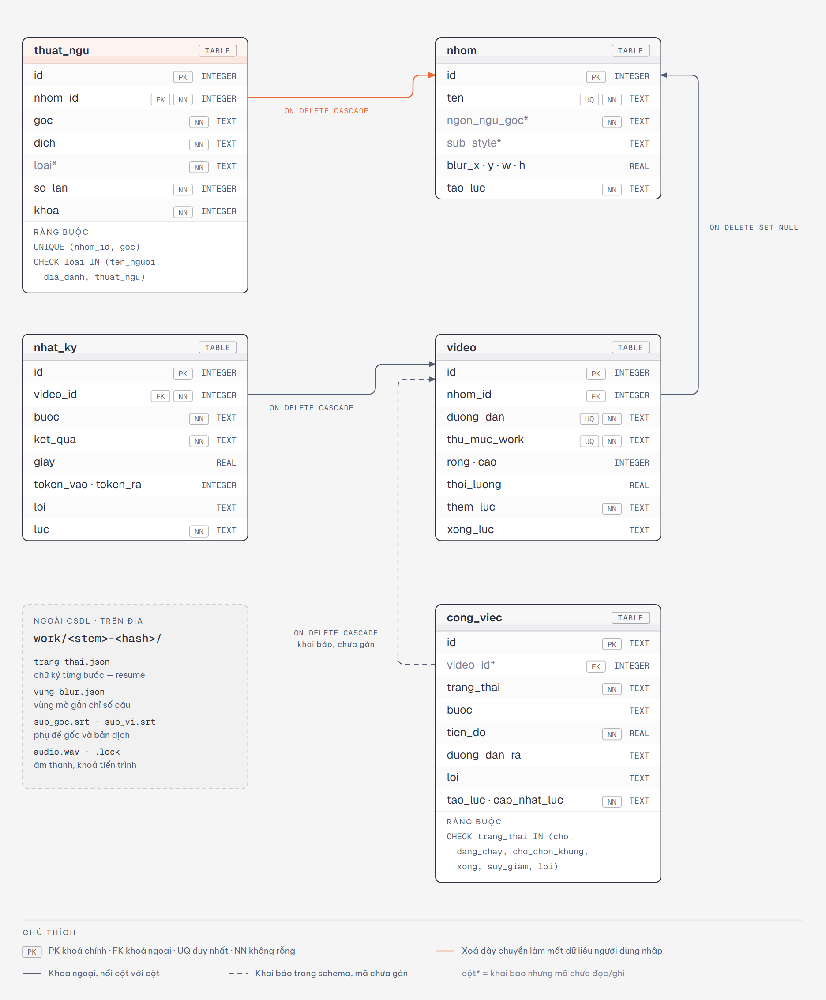 thuat_ngu TABLE
id PK INTEGER
nhom_id FK NN INTEGER
goc NN TEXT
dich NN TEXT
loai* NN TEXT
so_lan NN INTEGER
khoa NN INTEGER
RÀNG BUỘC
UNIQUE (nhom_id, goc)
CHECK loai IN (ten_nguoi,
dia_danh, thuat_ngu)
ON DELETE CASCADE
nhom TABLE
id PK INTEGER
ten UQ NN TEXT
ngon_ngu_goc* NN TEXT
sub_style* TEXT
blur_x · y · w · h REAL
tao_luc NN TEXT
ON DELETE SET NULL
nhat_ky TABLE
id PK INTEGER
video_id FK NN INTEGER
buoc NN TEXT
ket_qua NN TEXT
giay REAL
token_vao · token_ra INTEGER
loi TEXT
luc NN TEXT
ON DELETE CASCADE
video TABLE
id PK INTEGER
nhom_id FK INTEGER
duong_dan UQ NN TEXT
thu_muc_work UQ NN TEXT
rong · cao INTEGER
thoi_luong REAL
them_luc NN TEXT
xong_luc TEXT
NGOÀI CSDL · TRÊN ĐĨA
work/<stem>-<hash>/
trang_thai.json
chữ ký từng bước — resume
vung_blur.json
vùng mờ gắn chỉ số câu
sub_goc.srt · sub_vi.srt
phụ đề gốc và bản dịch
audio.wav · .lock
âm thanh, khoá tiến trình
ON DELETE CASCADE
khai báo, chưa gán
cong_viec TABLE
id PK TEXT
video_id* FK INTEGER
trang_thai NN TEXT
buoc TEXT
tien_do NN REAL
duong_dan_ra TEXT
loi TEXT
tao_luc · cap_nhat_luc NN TEXT
RÀNG BUỘC
CHECK trang_thai IN (cho,
dang_chay, cho_chon_khung,
xong, suy_giam, loi)
CHÚ THÍCH
PK PK khoá chính · FK khoá ngoại · UQ duy nhất · NN không rỗng
Xoá dây chuyền làm mất dữ liệu người dùng nhập
Khoá ngoại, nối cột với cột
Khai báo trong schema, mã chưa gán
cột* = khai báo nhưng mã chưa đọc/ghi